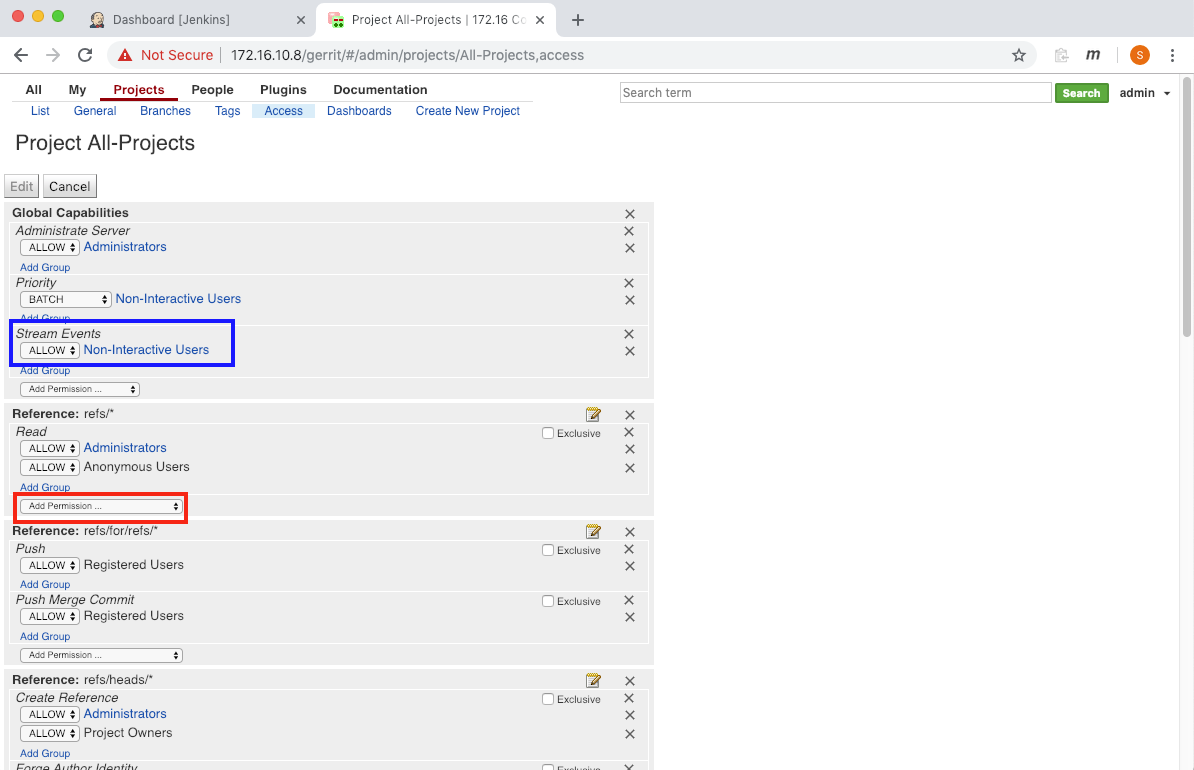 Dashboard [Jenkins]
Project All-Projects | 172.16 Co
Not Secure 172.16.10.8/gerrit/#/admin/projects/All-Projects,access
m
S
All My Projects People Plugins Documentation
Search term
Search
admin
List General Branches Tags Access Dashboards Create New Project
Project All-Projects
Edit Cancel
Global Capabilities
Administrate Server
ALLOW Administrators
Add Group
Priority
BATCH Non-Interactive Users
Add Group
Stream Events
ALLOW Non-Interactive Users
Add Group
Add Permission ...
Reference: refs/*
Read Exclusive
ALLOW Administrators
ALLOW Anonymous Users
Add Group
Add Permission ...
Reference: refs/for/refs/*
Push Exclusive
ALLOW Registered Users
Add Group
Push Merge Commit Exclusive
ALLOW Registered Users
Add Group
Add Permission ...
Reference: refs/heads/*
Create Reference Exclusive
ALLOW Administrators
ALLOW Project Owners
Add Group
Forge Author Identity Exclusive